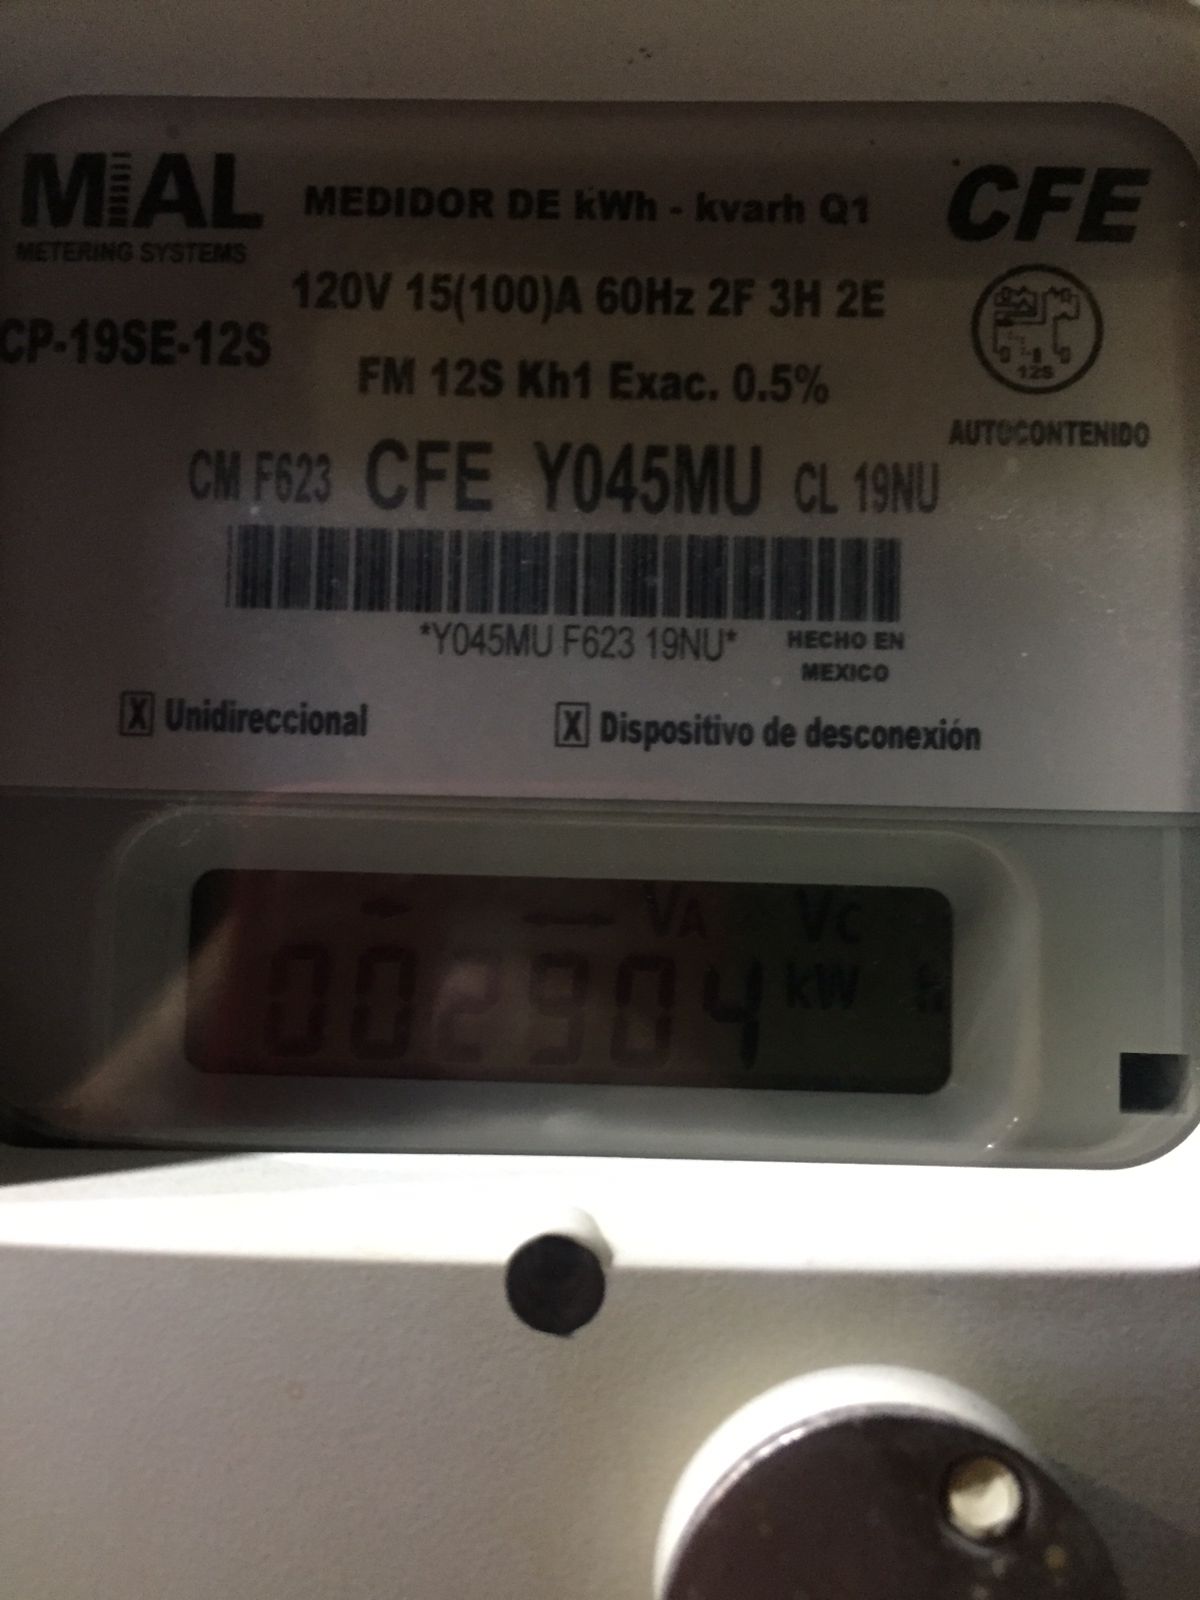 MIAL
METERING SYSTEMS
MEDIDOR DE kWh - kvarh Q1
CFE
120V 15(100)A 60Hz 2F 3H 2E
CP-19SE-12S
FM 12S Kh1 Exac. 0.5%
12S
AUTOCONTENIDO
CM F623 CFE Y045MU CL 19NU
*Y045MU F623 19NU*
HECHO EN
MEXICO
X Unidireccional
X Dispositivo de desconexión
VA VC
002904 kW h